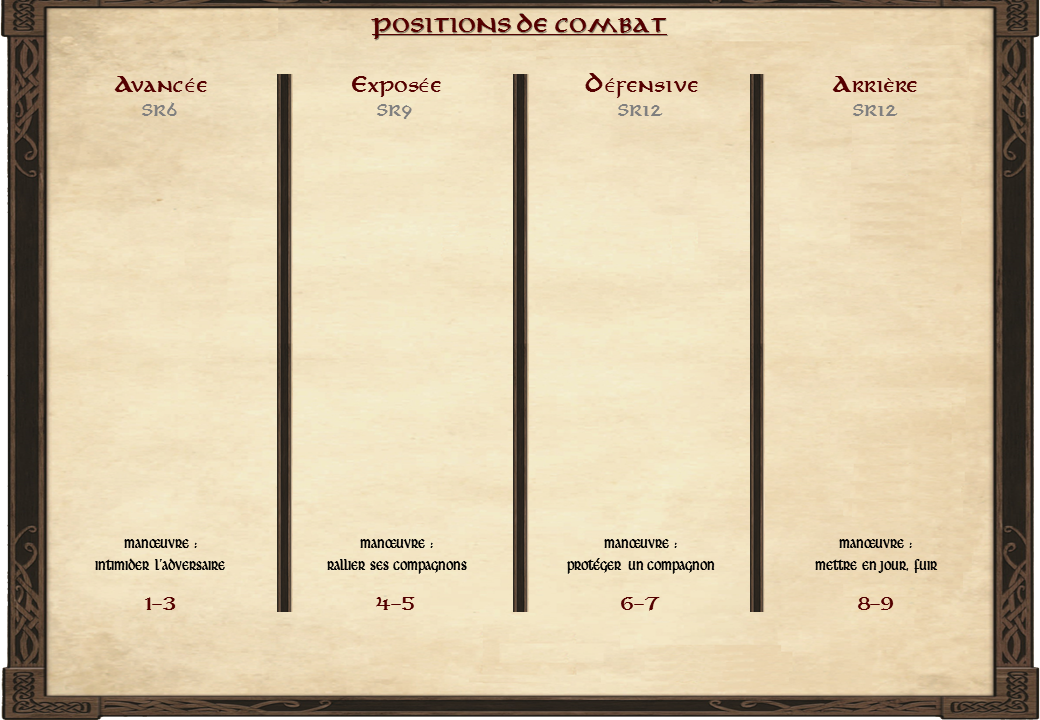 Positions de combat
Avancée
SR6
Exposée
SR9
Défensive
SR12
Arrière
SR12
manœuvre :
intimider l'adversaire
1-3
manœuvre :
rallier ses compagnons
4-5
manœuvre :
protéger un compagnon
6-7
manœuvre :
mettre en jour, fuir
8-9